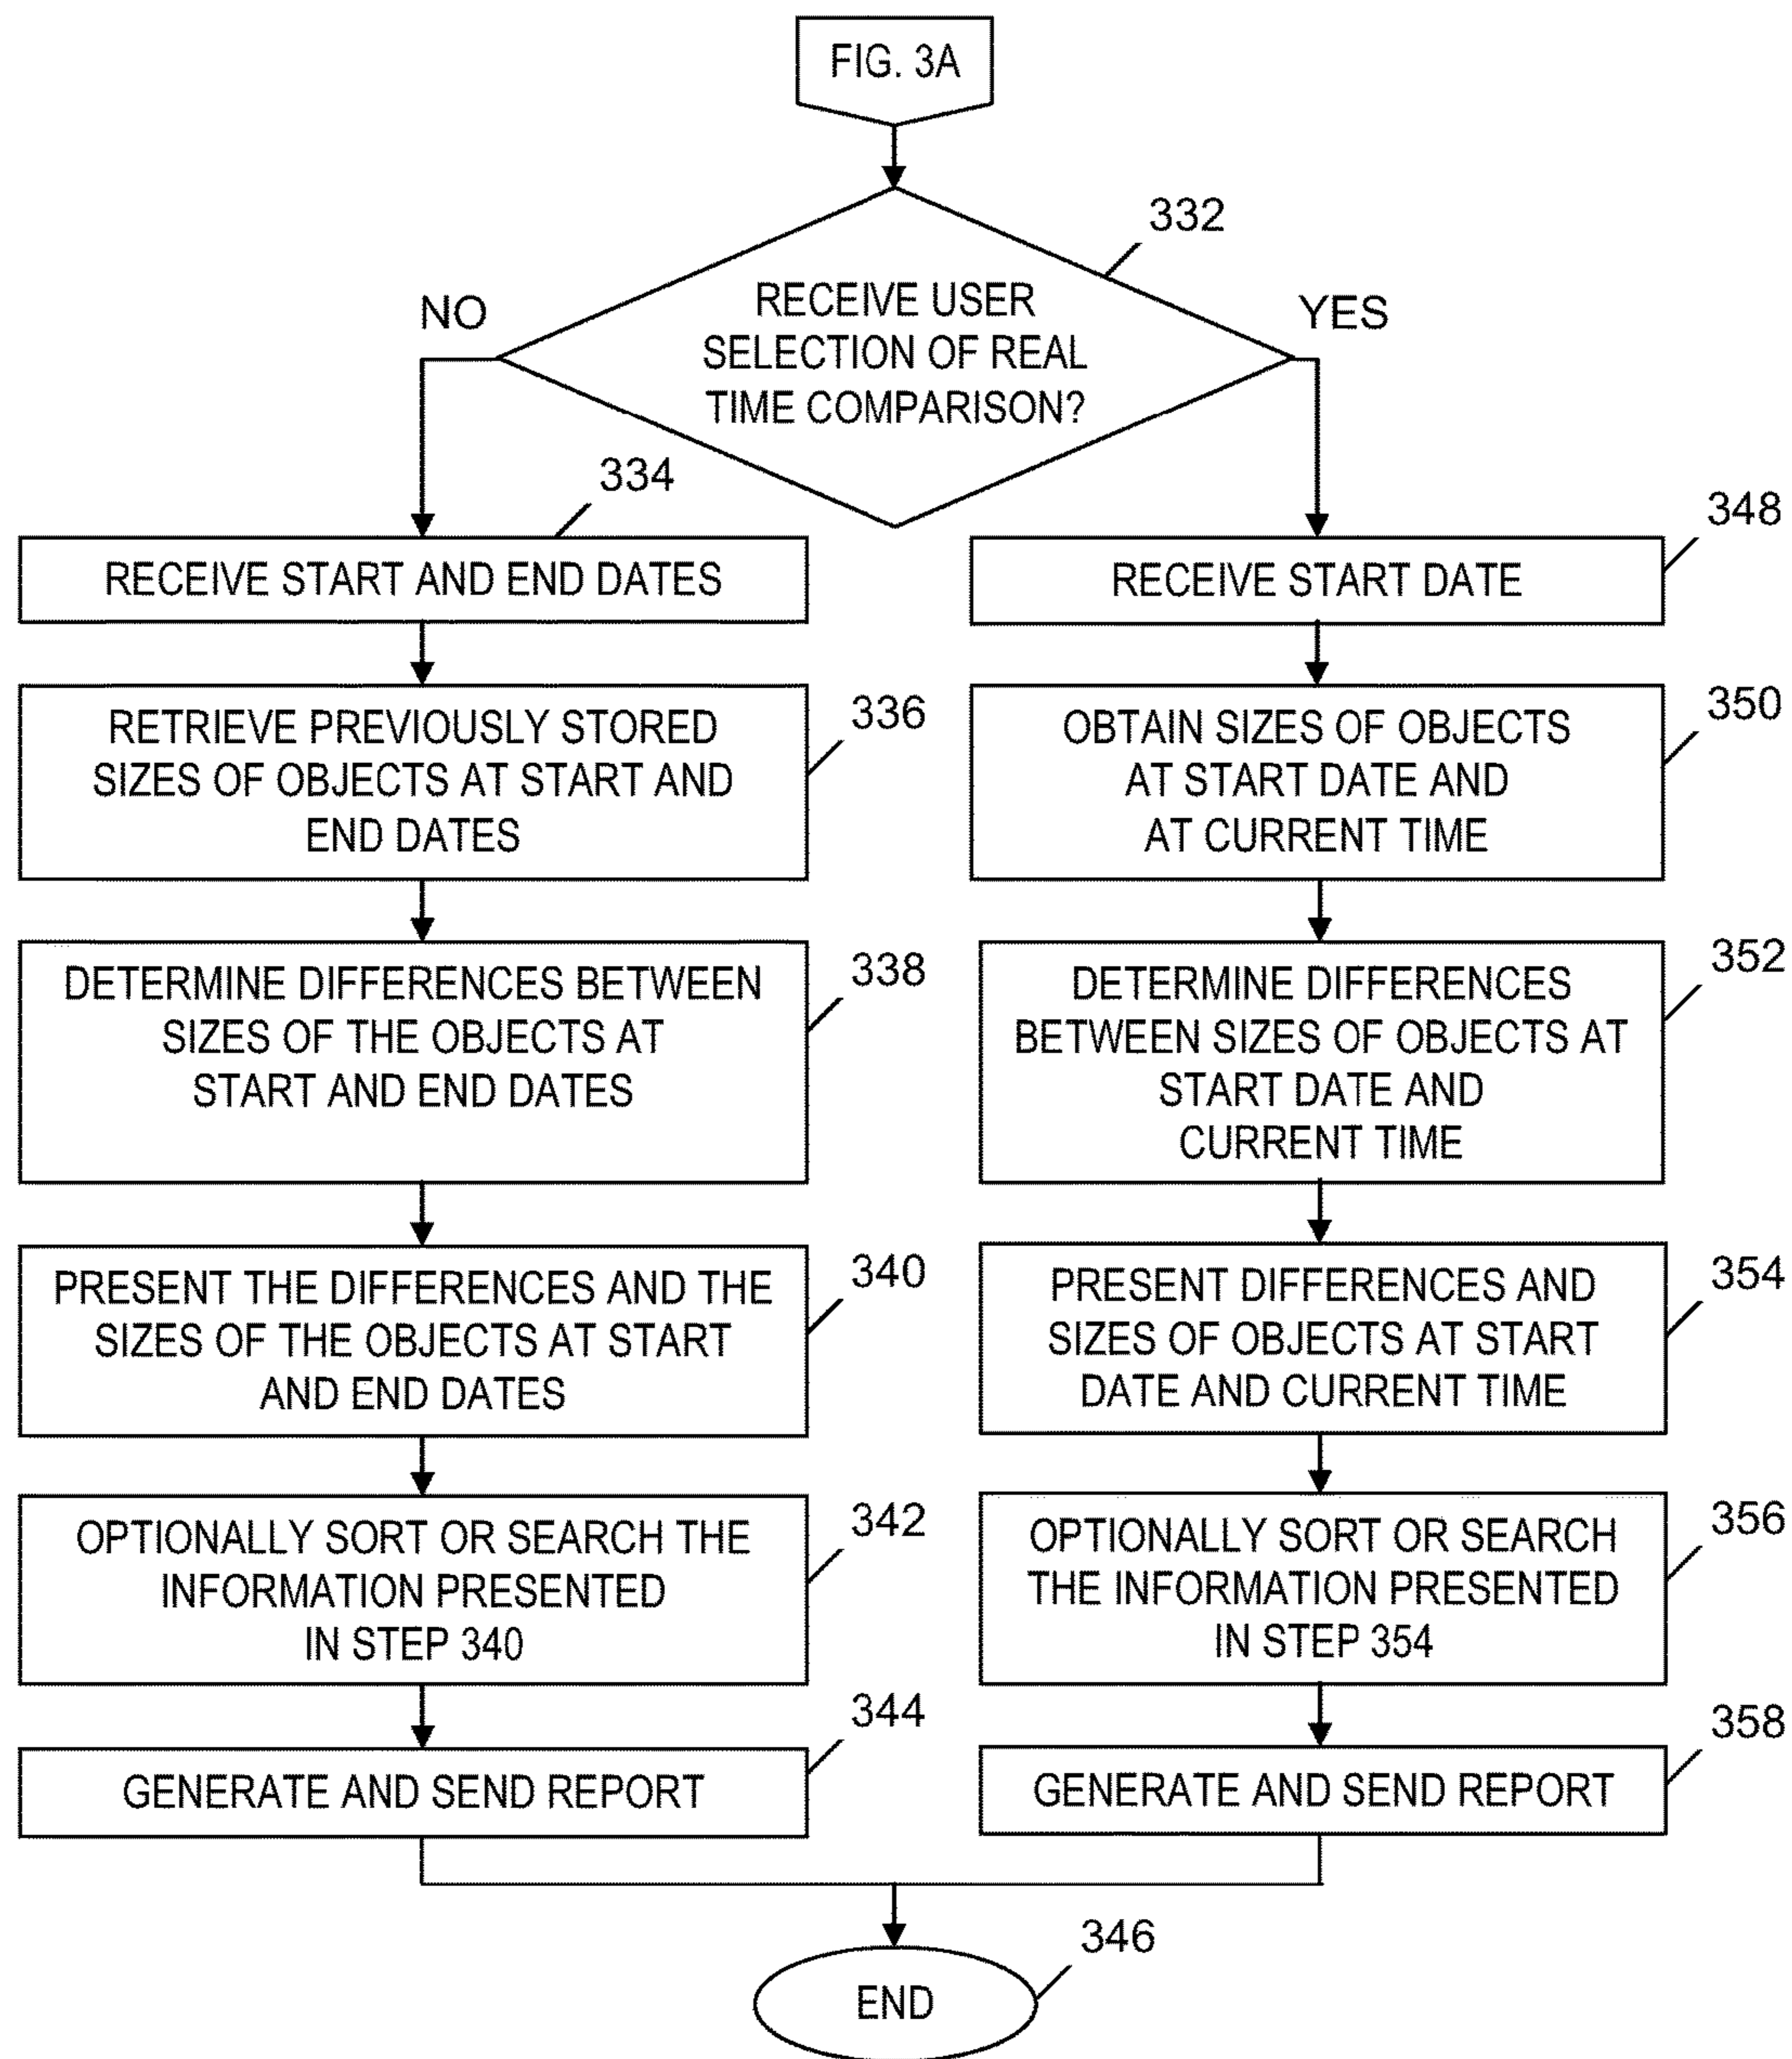 FIG. 3A
332
RECEIVE USER
SELECTION OF REAL
TIME COMPARISON?
NO
YES
334
RECEIVE START AND END DATES
336
RETRIEVE PREVIOUSLY STORED
SIZES OF OBJECTS AT START AND
END DATES
338
DETERMINE DIFFERENCES BETWEEN
SIZES OF THE OBJECTS AT
START AND END DATES
340
PRESENT THE DIFFERENCES AND THE
SIZES OF THE OBJECTS AT START
AND END DATES
342
OPTIONALLY SORT OR SEARCH THE
INFORMATION PRESENTED
IN STEP 340
344
GENERATE AND SEND REPORT
348
RECEIVE START DATE
350
OBTAIN SIZES OF OBJECTS
AT START DATE AND
AT CURRENT TIME
352
DETERMINE DIFFERENCES
BETWEEN SIZES OF OBJECTS AT
START DATE AND
CURRENT TIME
354
PRESENT DIFFERENCES AND
SIZES OF OBJECTS AT START
DATE AND CURRENT TIME
356
OPTIONALLY SORT OR SEARCH
THE INFORMATION PRESENTED
IN STEP 354
358
GENERATE AND SEND REPORT
346
END